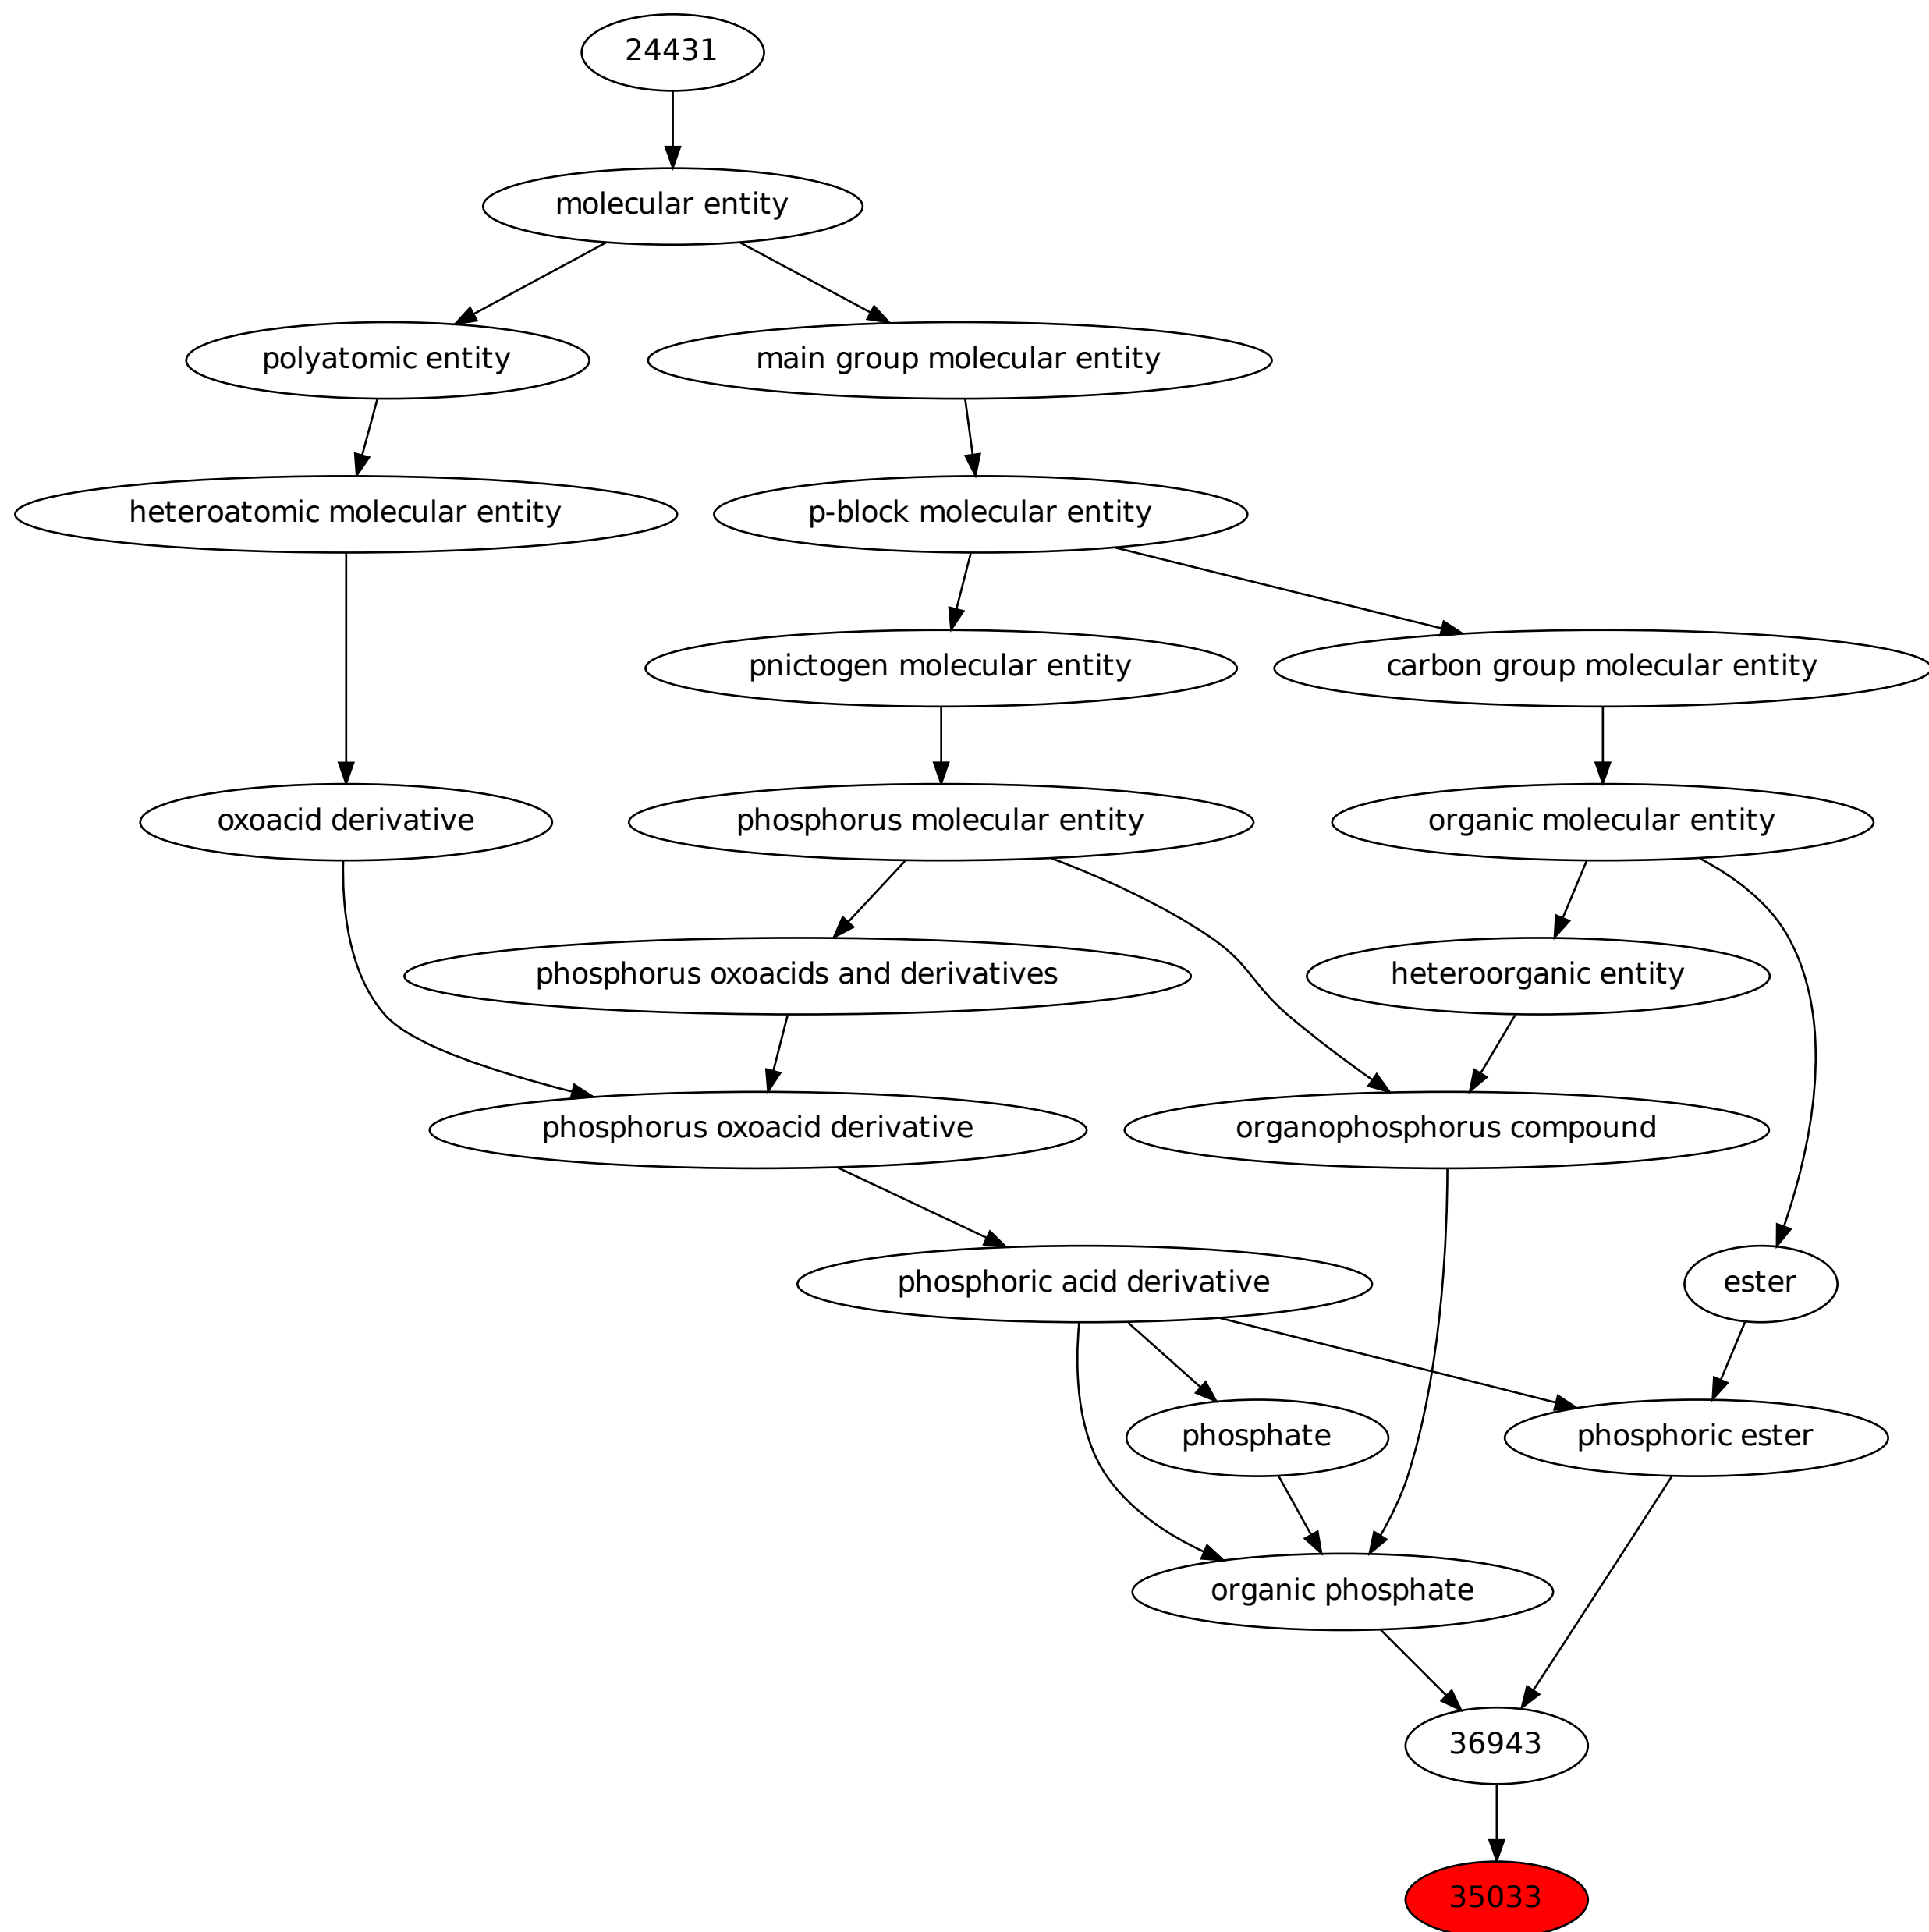 24431
molecular entity
polyatomic entity
main group molecular entity
heteroatomic molecular entity
p-block molecular entity
pnictogen molecular entity
carbon group molecular entity
oxoacid derivative
phosphorus molecular entity
organic molecular entity
phosphorus oxoacids and derivatives
heteroorganic entity
phosphorus oxoacid derivative
organophosphorus compound
phosphoric acid derivative
ester
phosphate
phosphoric ester
organic phosphate
36943
35033